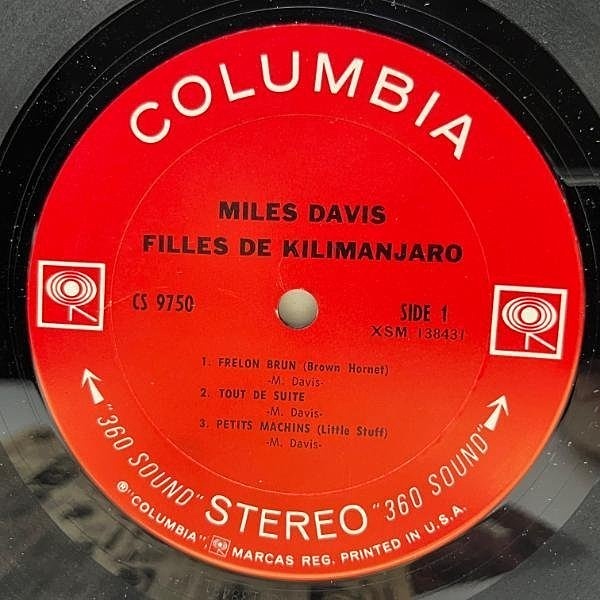 COLUMBIA
MILES DAVIS
FILLES DE KILIMANJARO
CS 9750
SIDE 1
XSM 138431
1. FRELON BRUN (Brown Hornet)
-M. Davis-
2. TOUT DE SUITE
-M. Davis-
3. PETITS MACHINS (Little Stuff)
-M. Davis-
"360 SOUND" STEREO "360 SOUND"
® "COLUMBIA", MARCAS REG. PRINTED IN U.S.A.